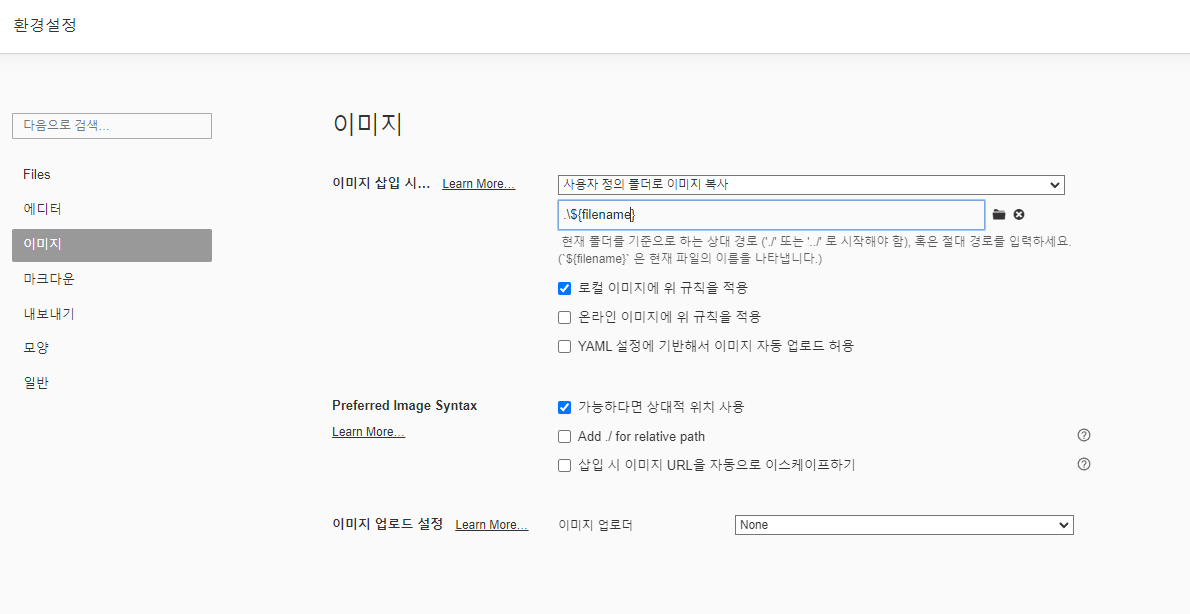 환경설정
다음으로 검색...
Files
에디터
이미지
마크다운
내보내기
모양
일반
이미지
이미지 삽입 시... Learn More...
사용자 정의 폴더로 이미지 복사
.\${filename}
현재 폴더를 기준으로 하는 상대 경로 ('./' 또는 '../' 로 시작해야 함), 혹은 절대 경로를 입력하세요.
(`${filename}` 은 현재 파일의 이름을 나타냅니다.)
로컬 이미지에 위 규칙을 적용
온라인 이미지에 위 규칙을 적용
YAML 설정에 기반해서 이미지 자동 업로드 허용
Preferred Image Syntax
Learn More...
가능하다면 상대적 위치 사용
Add ./ for relative path
삽입 시 이미지 URL을 자동으로 이스케이프하기
이미지 업로드 설정 Learn More...
이미지 업로더
None